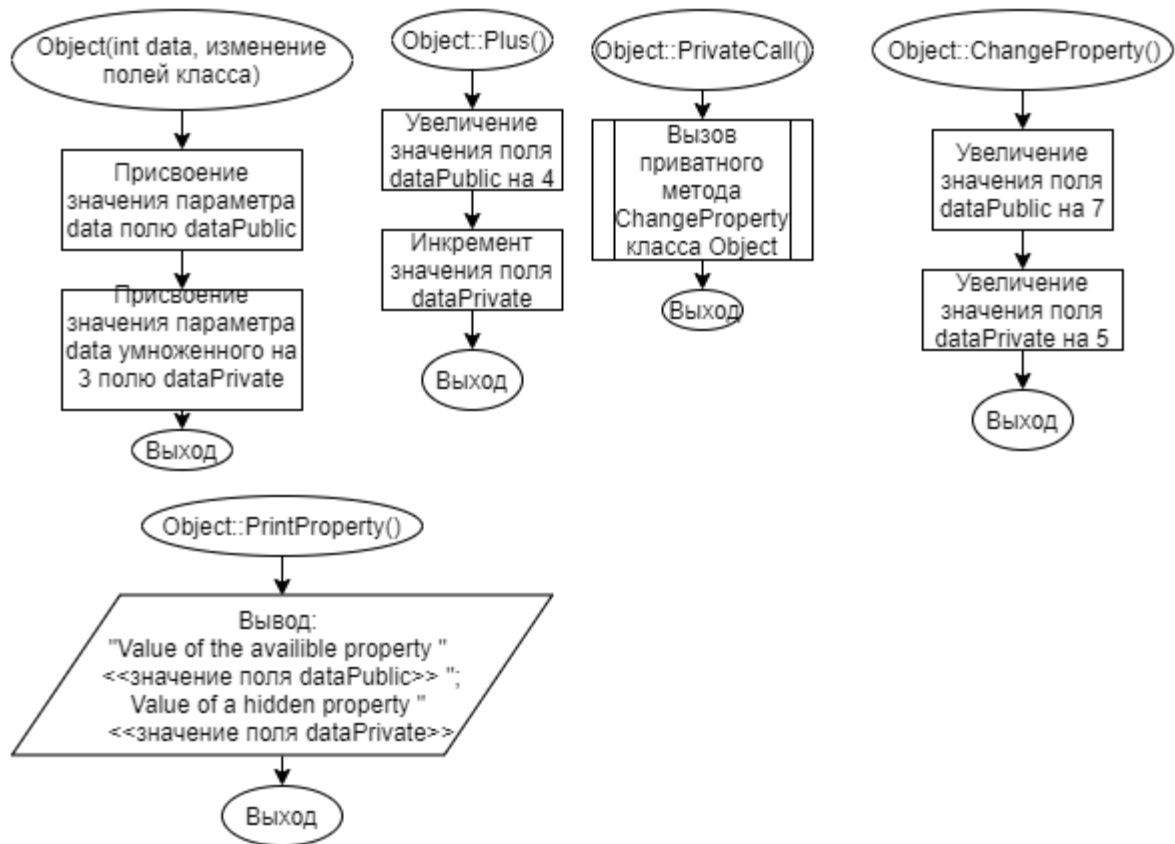 Object(int data, изменение
полей класса)
Присвоение
значения параметра
data полю dataPublic
Присвоение
значения параметра
data умноженного на
3 полю dataPrivate
Выход
Object::Plus()
Увеличение
значения поля
dataPublic на 4
Инкремент
значения поля
dataPrivate
Выход
Object::PrivateCall()
Вызов
приватного
метода
ChangeProperty
класса Object
Выход
Object::ChangeProperty()
Увеличение
значения поля
dataPublic на 7
Увеличение
значения поля
dataPrivate на 5
Выход
Object::PrintProperty()
Вывод:
"Value of the availible property "
<<значение поля dataPublic>> ";
Value of a hidden property "
<<значение поля dataPrivate>>
Выход